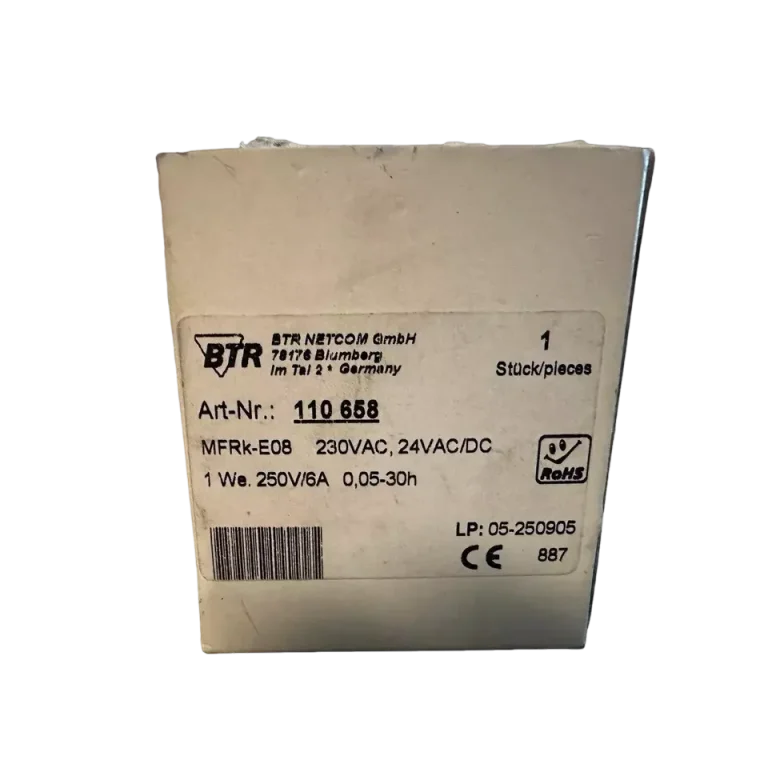 BTR
BTR NETCOM GmbH
78176 Blumberg
Im Tal 2 * Germany
1
Stück/pieces
Art-Nr.: 110 658
MFRk-E08 230VAC, 24VAC/DC
1 We. 250V/6A 0,05-30h
RoHS
LP: 05-250905
CE 887